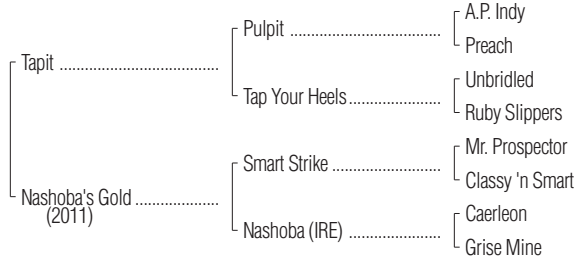 A.P. Indy
Pulpit ........................
Preach
Tapit ........................................
Unbridled
Tap Your Heels.......................
Ruby Slippers
Mr. Prospector
Smart Strike ..........................
Classy 'n Smart
Nashoba's Gold .....................
(2011)
Caerleon
Nashoba (IRE) ......................
Grise Mine